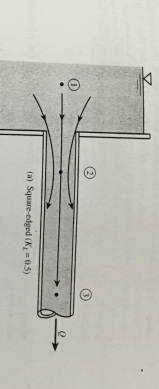 ①
②
③
Q
(a) Square-edged (K_L = 0.5)